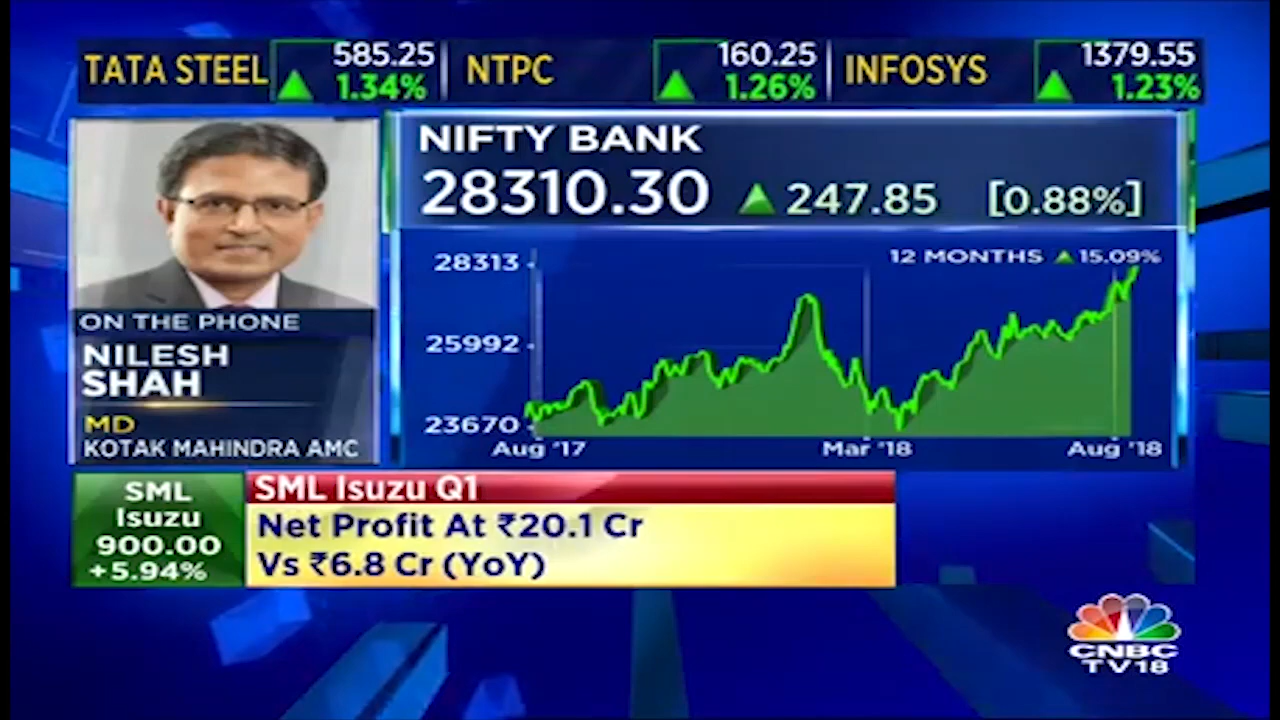 TATA STEEL 585.25 1.34% NTPC 160.25 1.26% INFOSYS 1379.55 1.23%
NIFTY BANK
28310.30 247.85 [0.88%]
12 MONTHS 15.09%
28313
25992
23670
Aug '17 Mar '18 Aug '18
ON THE PHONE
NILESH
SHAH
MD
KOTAK MAHINDRA AMC
SML
Isuzu
900.00
+5.94%
SML Isuzu Q1
Net Profit At ₹20.1 Cr
Vs ₹6.8 Cr (YoY)
CNBC
TV18